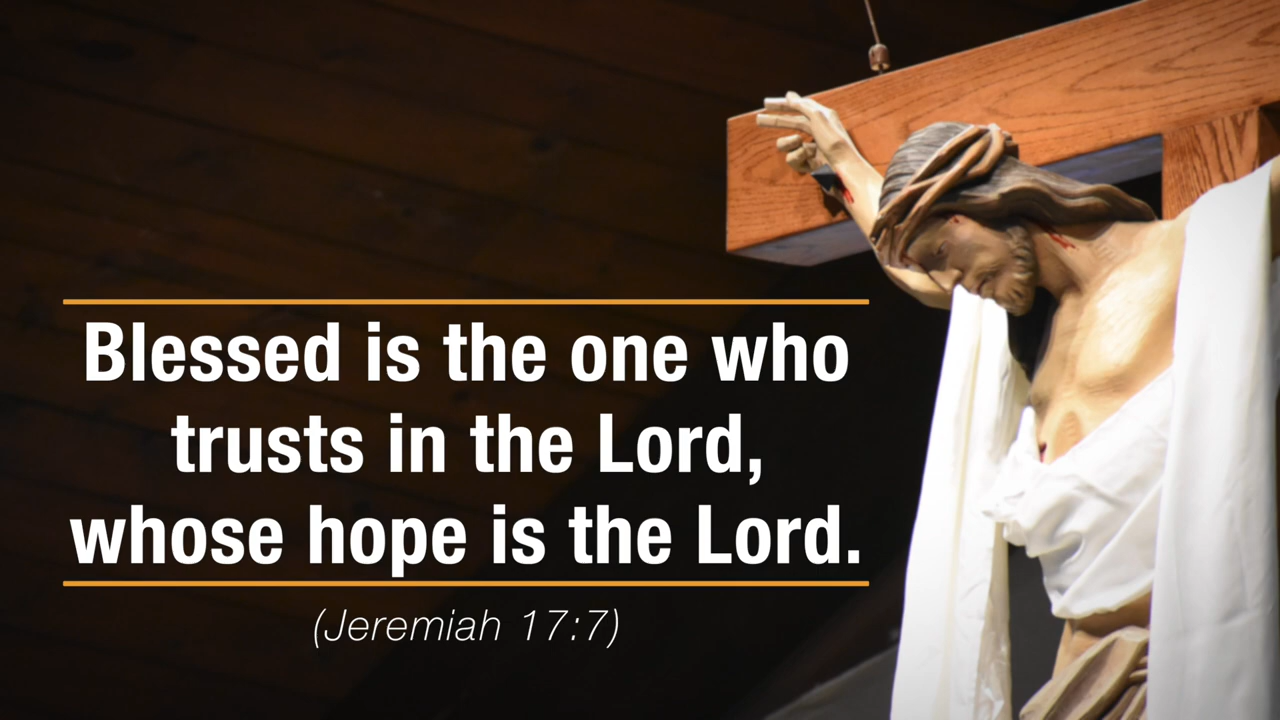 Blessed is the one who
trusts in the Lord,
whose hope is the Lord.
(Jeremiah 17:7)